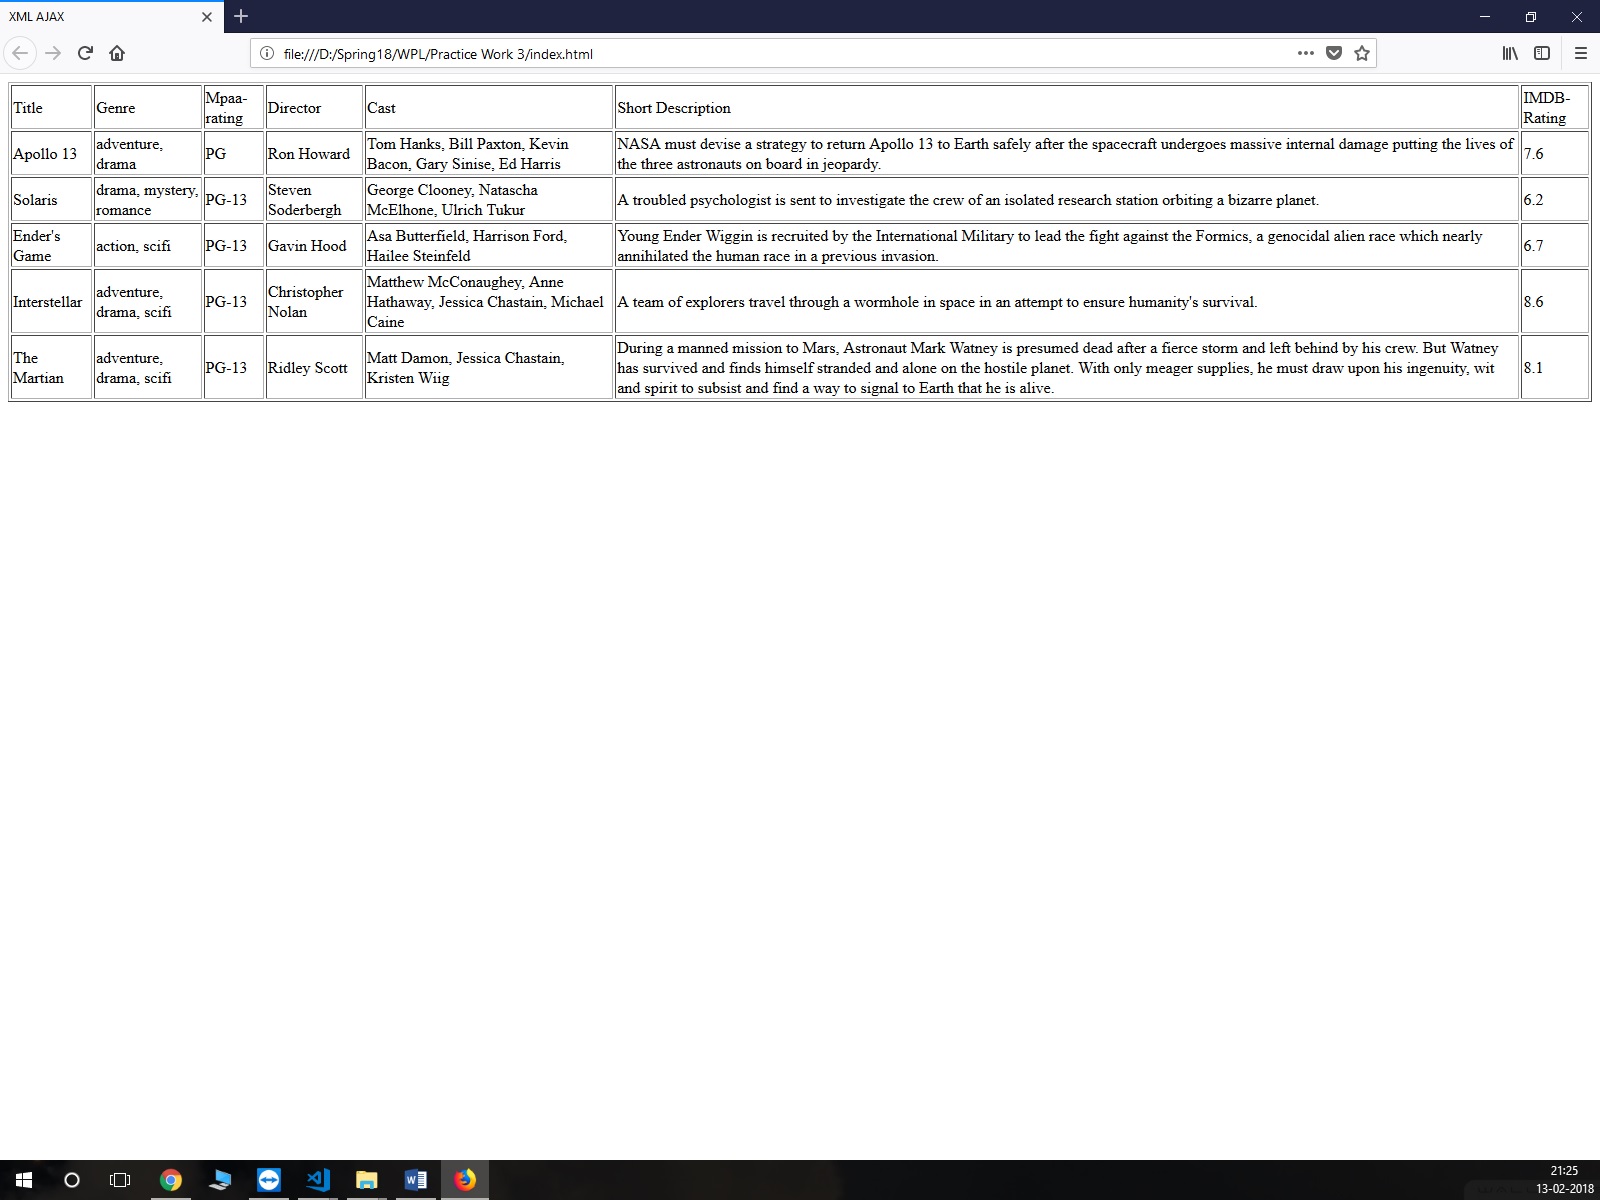 XML AJAX
file:///D:/Spring18/WPL/Practice Work 3/index.html
Title
Genre
Mpaa-
rating
Director
Cast
Short Description
IMDB-
Rating
Apollo 13
adventure,
drama
PG
Ron Howard
Tom Hanks, Bill Paxton, Kevin
Bacon, Gary Sinise, Ed Harris
NASA must devise a strategy to return Apollo 13 to Earth safely after the spacecraft undergoes massive internal damage putting the lives of
the three astronauts on board in jeopardy.
7.6
Solaris
drama, mystery,
romance
PG-13
Steven
Soderbergh
George Clooney, Natascha
McElhone, Ulrich Tukur
A troubled psychologist is sent to investigate the crew of an isolated research station orbiting a bizarre planet.
6.2
Ender's
Game
action, scifi
PG-13
Gavin Hood
Asa Butterfield, Harrison Ford,
Hailee Steinfeld
Young Ender Wiggin is recruited by the International Military to lead the fight against the Formics, a genocidal alien race which nearly
annihilated the human race in a previous invasion.
6.7
Interstellar
adventure,
drama, scifi
PG-13
Christopher
Nolan
Matthew McConaughey, Anne
Hathaway, Jessica Chastain, Michael
Caine
A team of explorers travel through a wormhole in space in an attempt to ensure humanity's survival.
8.6
The
Martian
adventure,
drama, scifi
PG-13
Ridley Scott
Matt Damon, Jessica Chastain,
Kristen Wiig
During a manned mission to Mars, Astronaut Mark Watney is presumed dead after a fierce storm and left behind by his crew. But Watney
has survived and finds himself stranded and alone on the hostile planet. With only meager supplies, he must draw upon his ingenuity, wit
and spirit to subsist and find a way to signal to Earth that he is alive.
8.1
21:25
13-02-2018